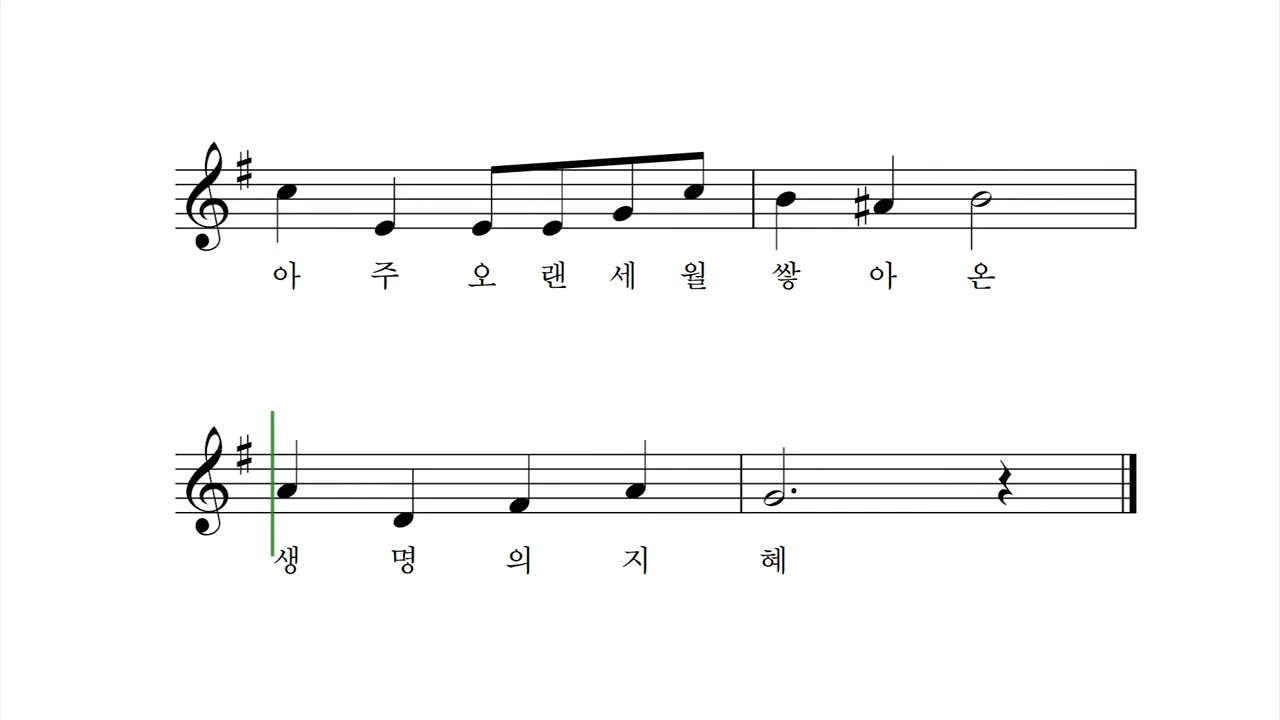 아 주 오 랜 세 월 쌓 아 온
생 명 의 지 혜